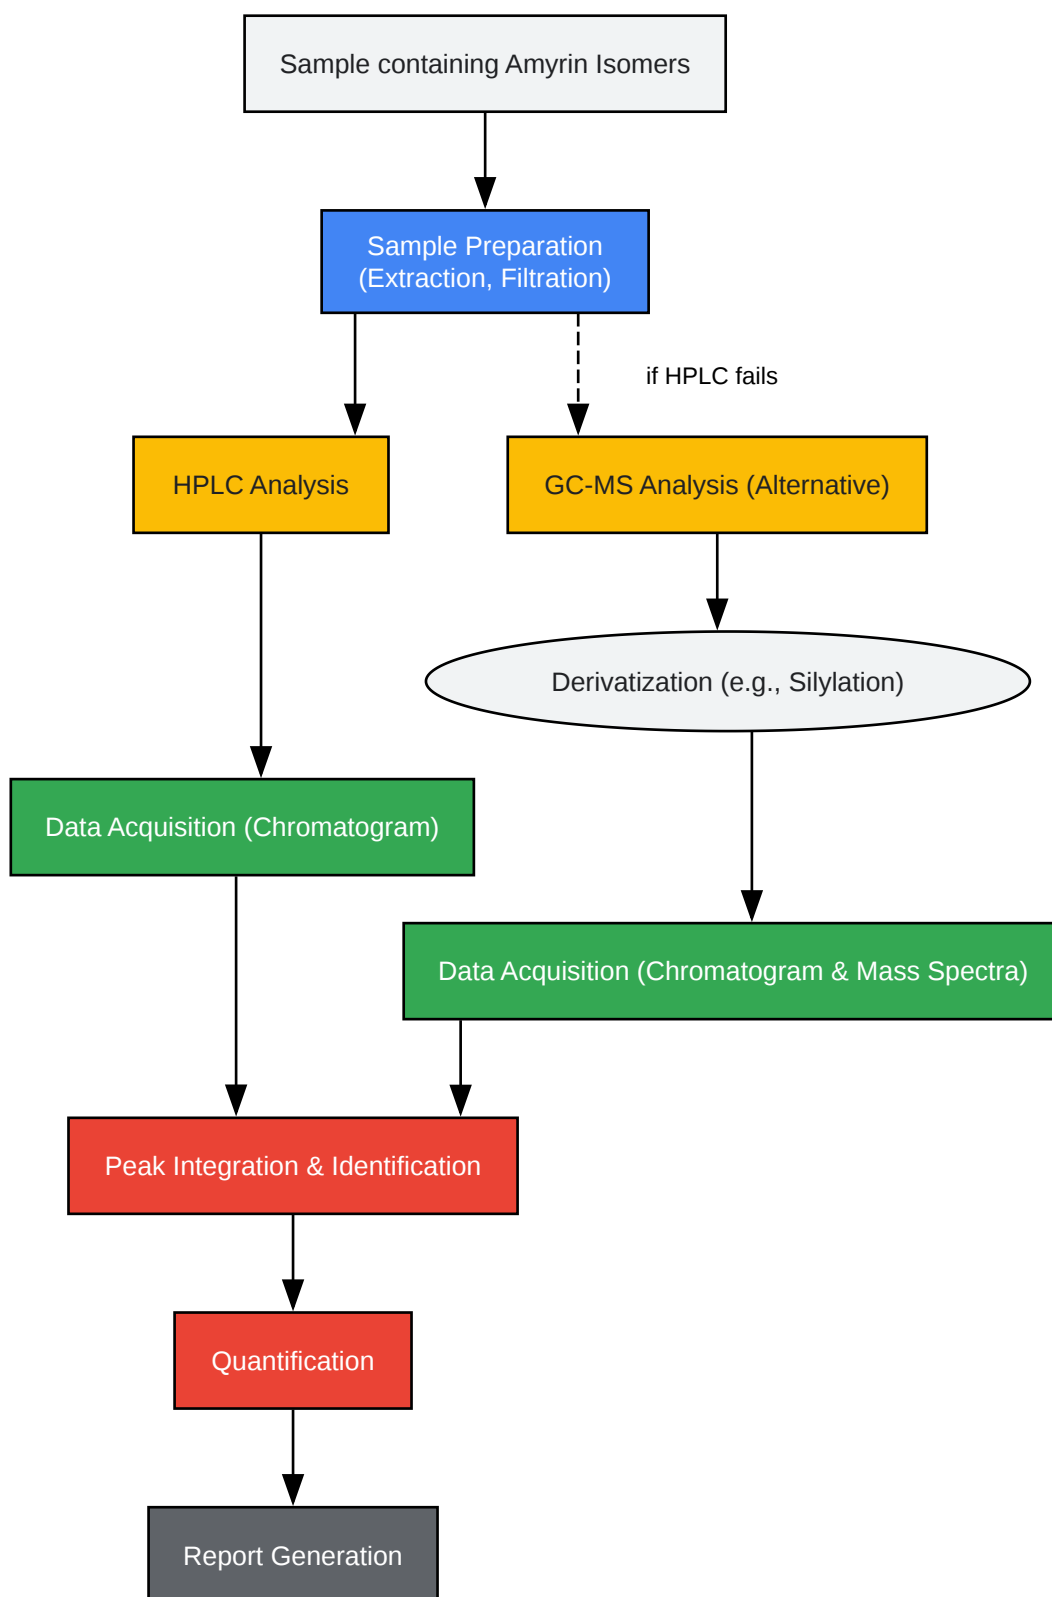 Sample containing Amyrin Isomers
Sample Preparation
(Extraction, Filtration)
if HPLC fails
HPLC Analysis
GC-MS Analysis (Alternative)
Derivatization (e.g., Silylation)
Data Acquisition (Chromatogram)
Data Acquisition (Chromatogram & Mass Spectra)
Peak Integration & Identification
Quantification
Report Generation